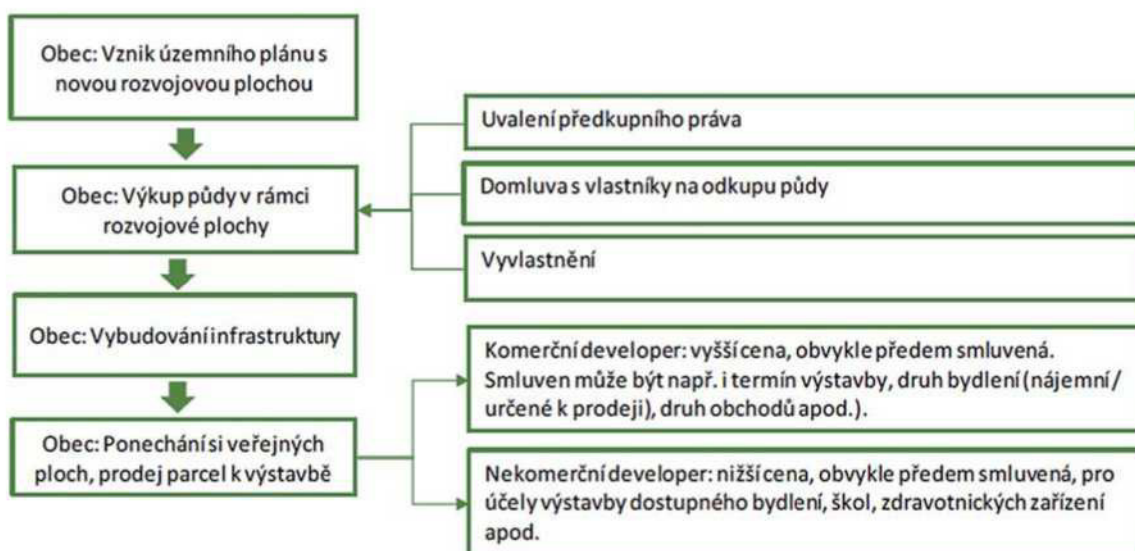 Obec: Vznik územního plánu s
novou rozvojovou plochou
Uvalení předkupního práva
Obec: Výkup půdy v rámci
rozvojové plochy
Domluva s vlastníky na odkupu půdy
Vyvlastnění
Obec: Vybudování infrastruktury
Komerční developer: vyšší cena, obvykle předem smluvená.
Smluven může být např. i termín výstavby, druh bydlení (nájemní /
určené k prodeji), druh obchodů apod.).
Obec: Ponechání si veřejných
ploch, prodej parcel k výstavbě
Nekomerční developer: nižší cena, obvykle předem smluvená, pro
účely výstavby dostupného bydlení, škol, zdravotnických zařízení
apod.